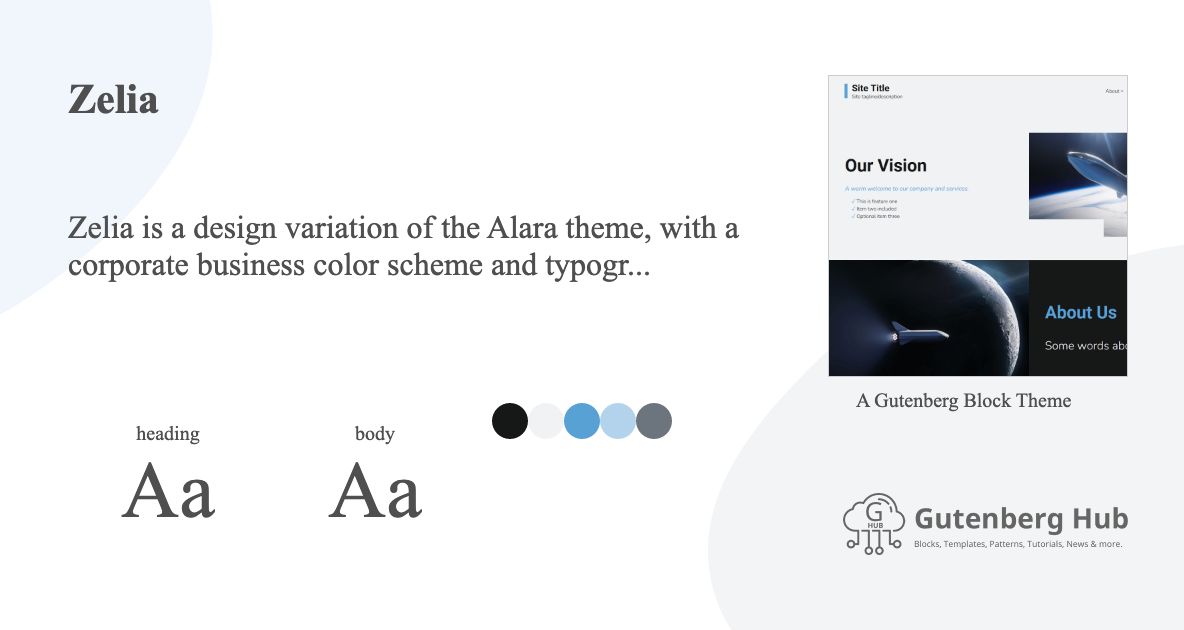 Zelia
Zelia is a design variation of the Alara theme, with a
corporate business color scheme and typogr...
heading
Aa
body
Aa
Site Title
Site tagline/description
About
Our Vision
A warm welcome to our company and services.
✓ This is feature one
✓ Item two included
✓ Optional item three
About Us
Some words abo
A Gutenberg Block Theme
G
HUB
Gutenberg Hub
Blocks, Templates, Patterns, Tutorials, News & more.